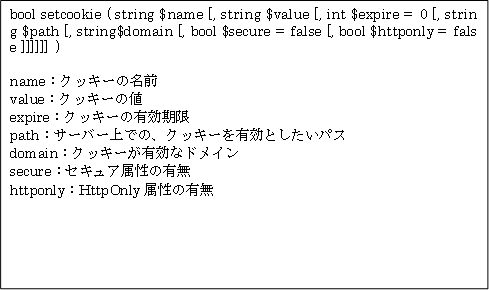 bool setcookie ( string $name [, string $value [, int $expire = 0 [, strin
g $path [, string$domain [, bool $secure = false [, bool $httponly = fals
e ]]]]]] )
name：クッキーの名前
value：クッキーの値
expire：クッキーの有効期限
path：サーバー上での、クッキーを有効としたいパス
domain：クッキーが有効なドメイン
secure：セキュア属性の有無
httponly：HttpOnly 属性の有無